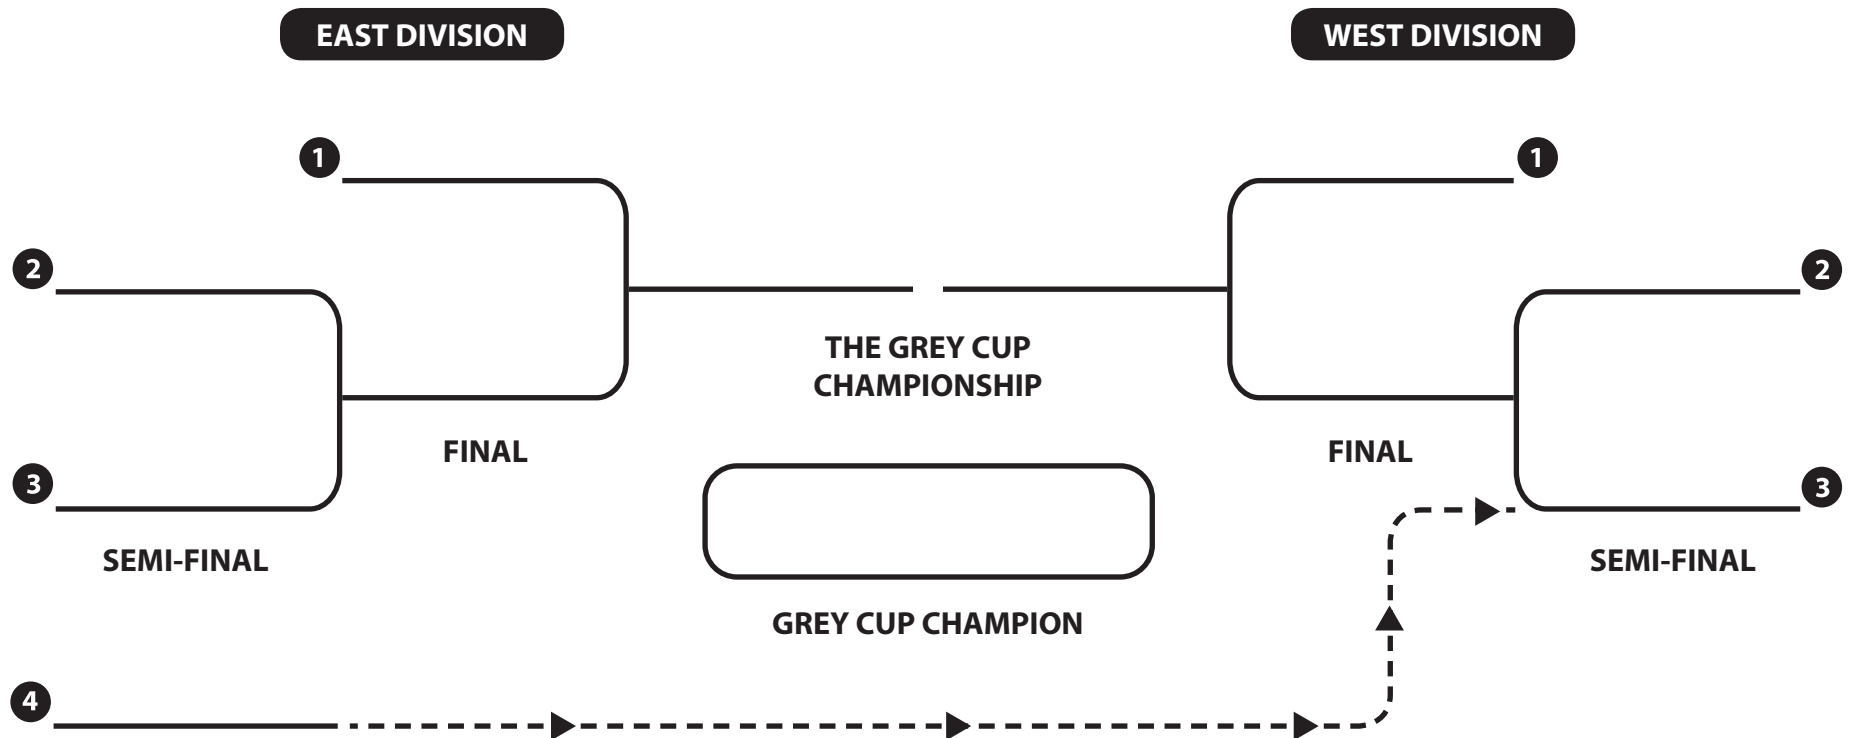 EAST DIVISION
WEST DIVISION
1
1
2
2
THE GREY CUP
CHAMPIONSHIP
FINAL
FINAL
3
3
SEMI-FINAL
SEMI-FINAL
GREY CUP CHAMPION
4